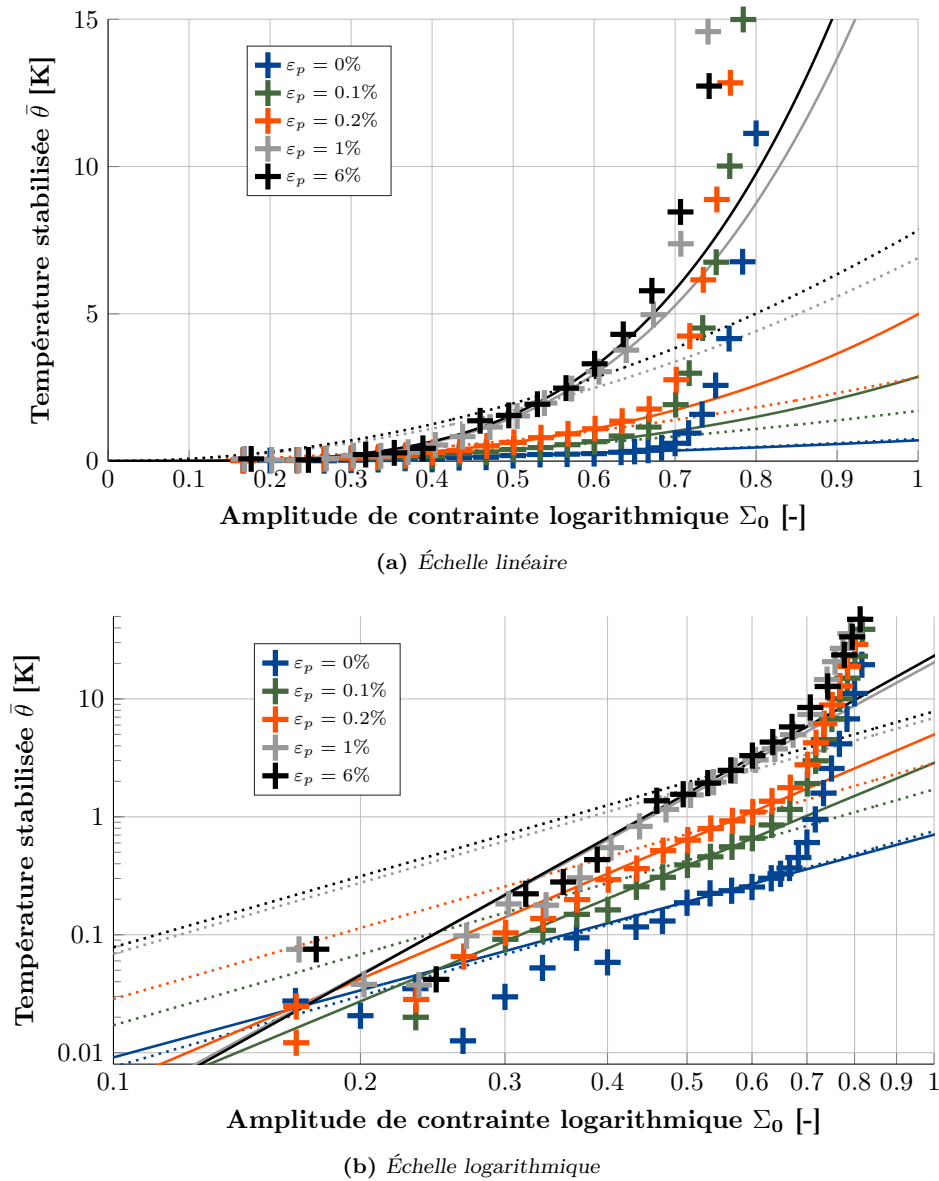 15
10
5
0
Température stabilisée θ̄ [K]
εp = 0%
εp = 0.1%
εp = 0.2%
εp = 1%
εp = 6%
0 0.1 0.2 0.3 0.4 0.5 0.6 0.7 0.8 0.9 1
Amplitude de contrainte logarithmique Σ0 [-]
(a) Échelle linéaire
10
1
0.1
0.01
Température stabilisée θ̄ [K]
εp = 0%
εp = 0.1%
εp = 0.2%
εp = 1%
εp = 6%
0.1 0.2 0.3 0.4 0.5 0.6 0.7 0.8 0.9 1
Amplitude de contrainte logarithmique Σ0 [-]
(b) Échelle logarithmique